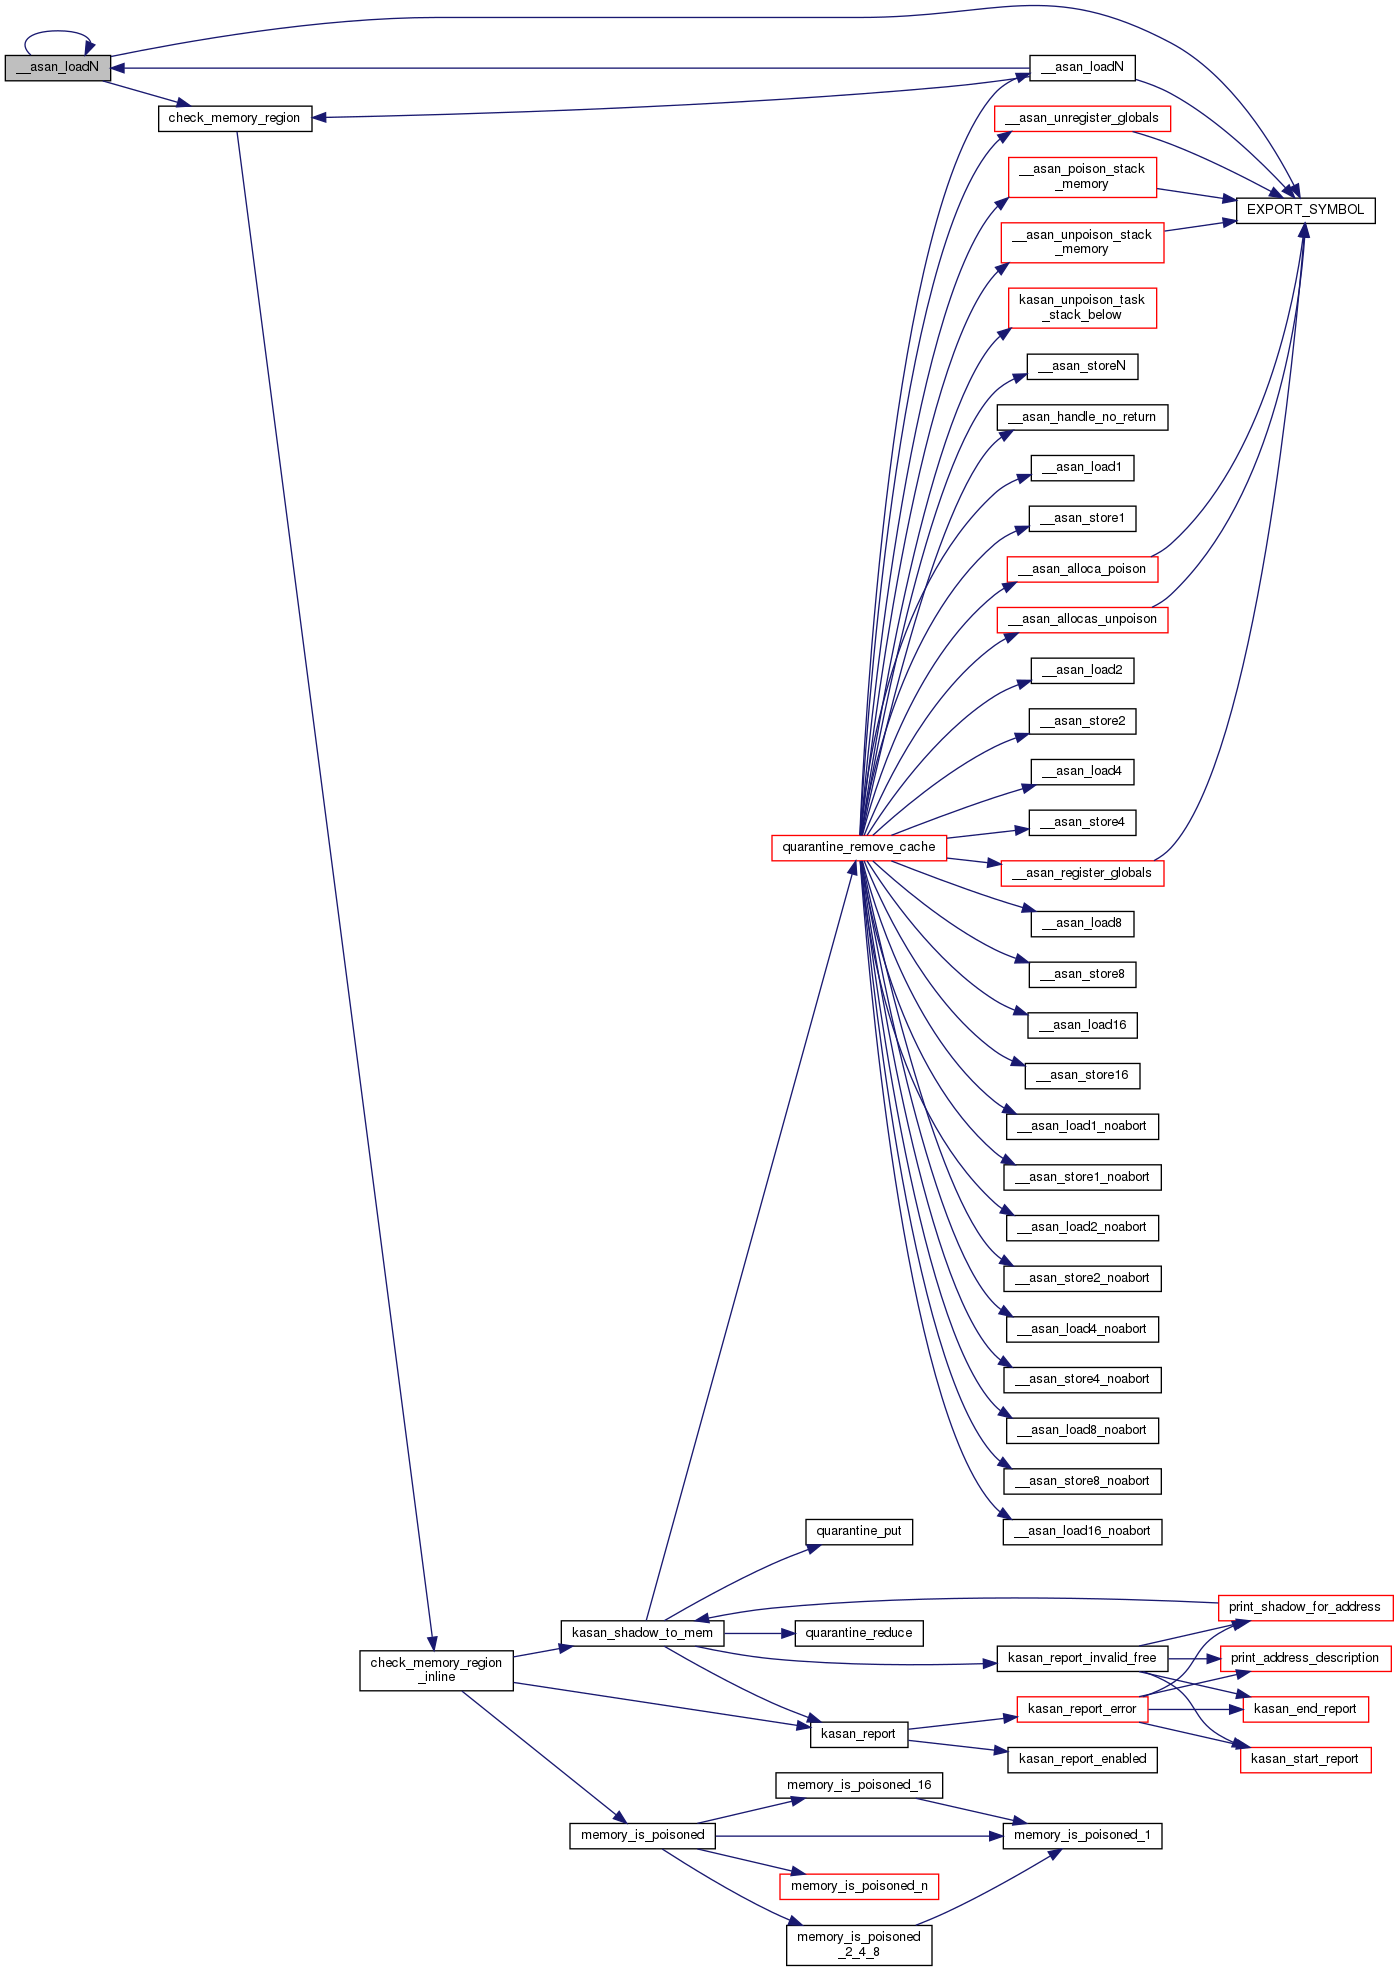 __asan_loadN
__asan_loadN
check_memory_region
__asan_unregister_globals
__asan_poison_stack
_memory
EXPORT_SYMBOL
__asan_unpoison_stack
_memory
kasan_unpoison_task
_stack_below
__asan_storeN
__asan_handle_no_return
__asan_load1
__asan_store1
__asan_alloca_poison
__asan_allocas_unpoison
__asan_load2
__asan_store2
__asan_load4
__asan_store4
quarantine_remove_cache
__asan_register_globals
__asan_load8
__asan_store8
__asan_load16
__asan_store16
__asan_load1_noabort
__asan_store1_noabort
__asan_load2_noabort
__asan_store2_noabort
__asan_load4_noabort
__asan_store4_noabort
__asan_load8_noabort
__asan_store8_noabort
__asan_load16_noabort
quarantine_put
print_shadow_for_address
kasan_shadow_to_mem
quarantine_reduce
kasan_report_invalid_free
print_address_description
check_memory_region
_inline
kasan_report_error
kasan_end_report
kasan_report
kasan_report_enabled
kasan_start_report
memory_is_poisoned_16
memory_is_poisoned
memory_is_poisoned_1
memory_is_poisoned_n
memory_is_poisoned
_2_4_8